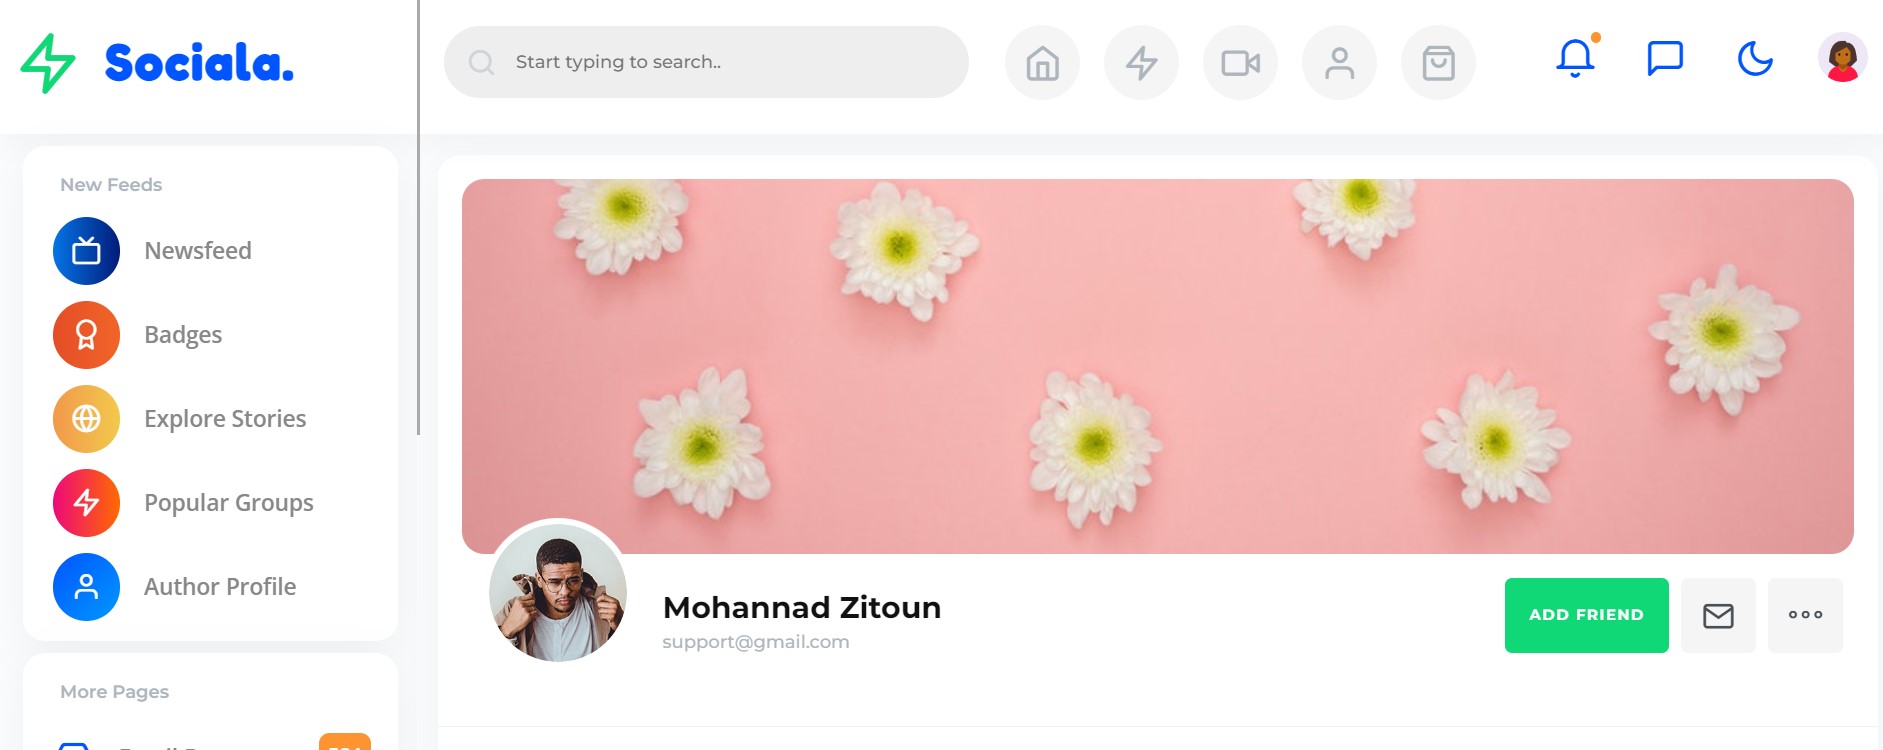 Sociala.
Start typing to search..
New Feeds
Newsfeed
Badges
Explore Stories
Popular Groups
Author Profile
More Pages
Mohannad Zitoun
support@gmail.com
ADD FRIEND